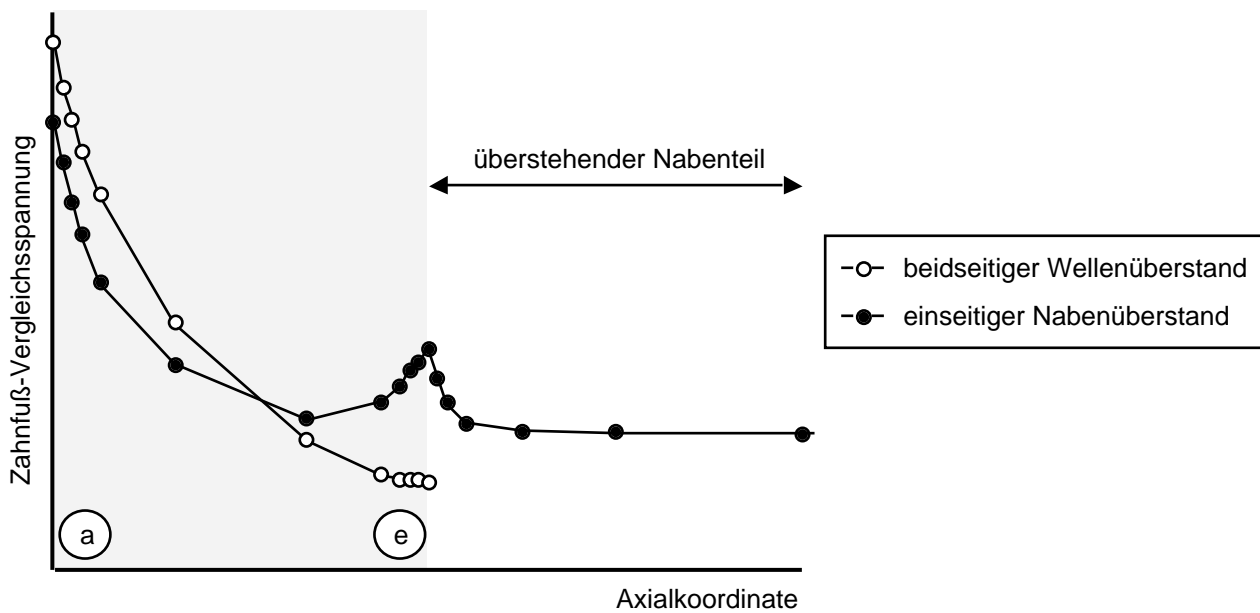 Zahnfuß-Vergleichsspannung
überstehender Nabenteil
beidseitiger Wellenüberstand
einseitiger Nabenüberstand
a
e
Axialkoordinate